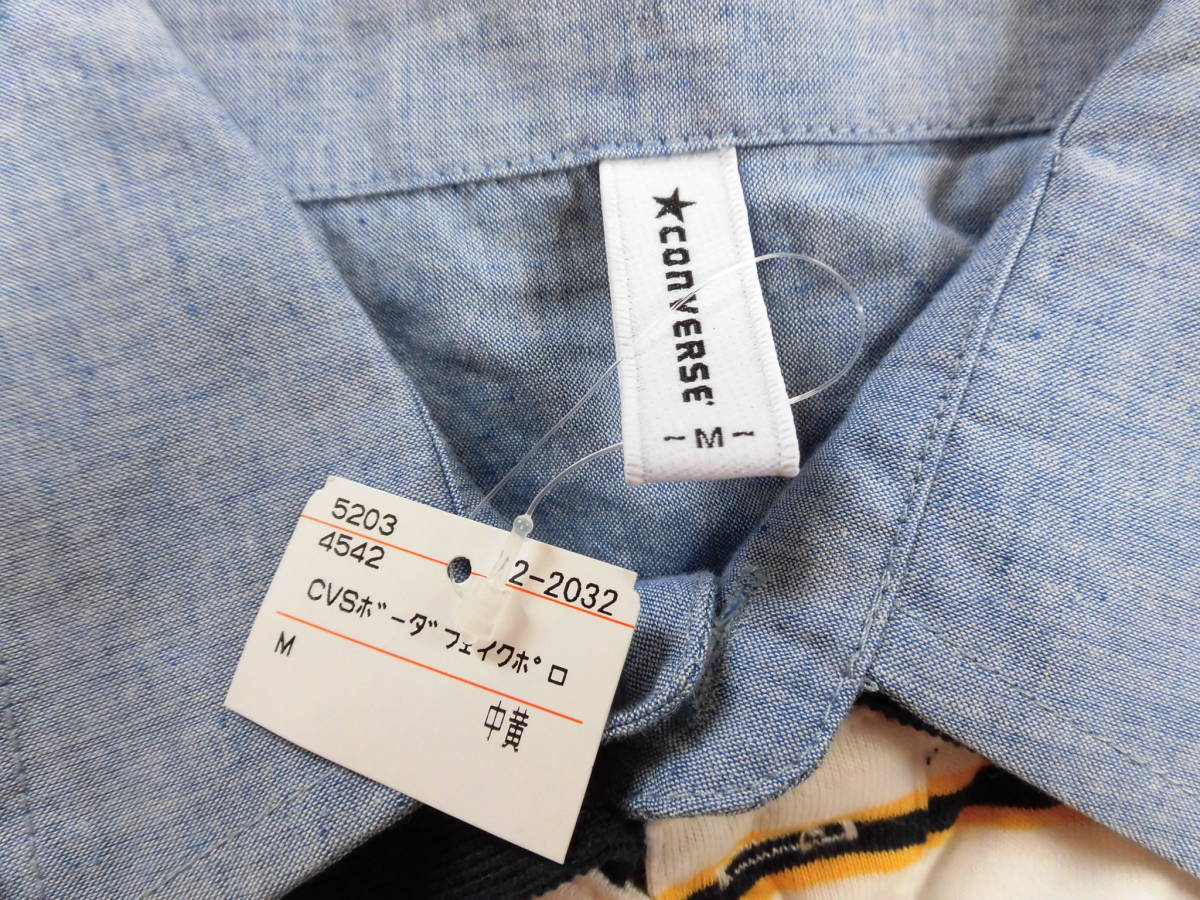 ★CONVERSE
~M~
5203
4542
2-2032
CVSボーダフェイクポロ
M
中黄